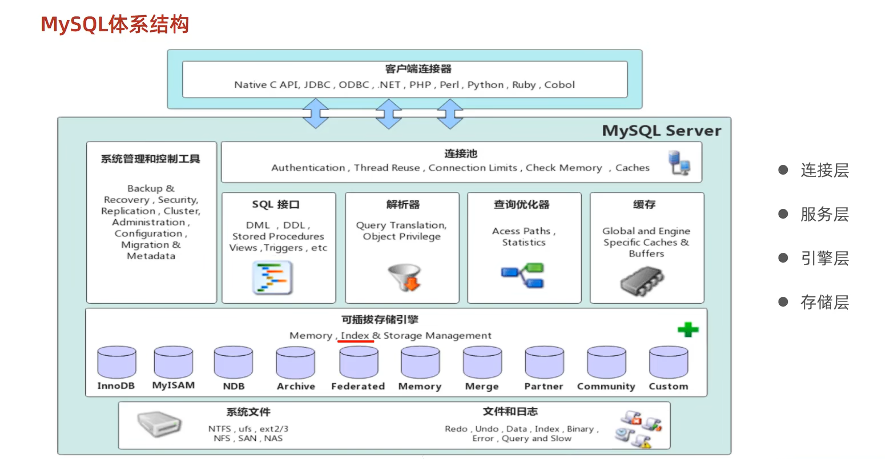 MySQL体系结构
客户端连接器
Native C API, JDBC , ODBC , .NET , PHP , Perl , Python , Ruby , Cobol
MySQL Server
系统管理和控制工具
Backup &
Recovery , Security,
Replication , Cluster,
Administration ,
Configuration ,
Migration &
Metadata
连接池
Authentication , Thread Reuse , Connection Limits , Check Memory , Caches
SQL 接口
DML , DDL ,
Stored Procedures
Views ,Triggers , etc
解析器
Query Translation,
Object Privilege
查询优化器
Acess Paths ,
Statistics
缓存
Global and Engine
Specific Caches &
Buffers
可插拔存储引擎
Memory , Index & Storage Management
InnoDB
MyISAM
NDB
Archive
Federated
Memory
Merge
Partner
Community
Custom
系统文件
NTFS , ufs , ext2/3
NFS , SAN , NAS
文件和日志
Redo , Undo , Data , Index , Binary ,
Error , Query and Slow
● 连接层
● 服务层
● 引擎层
● 存储层